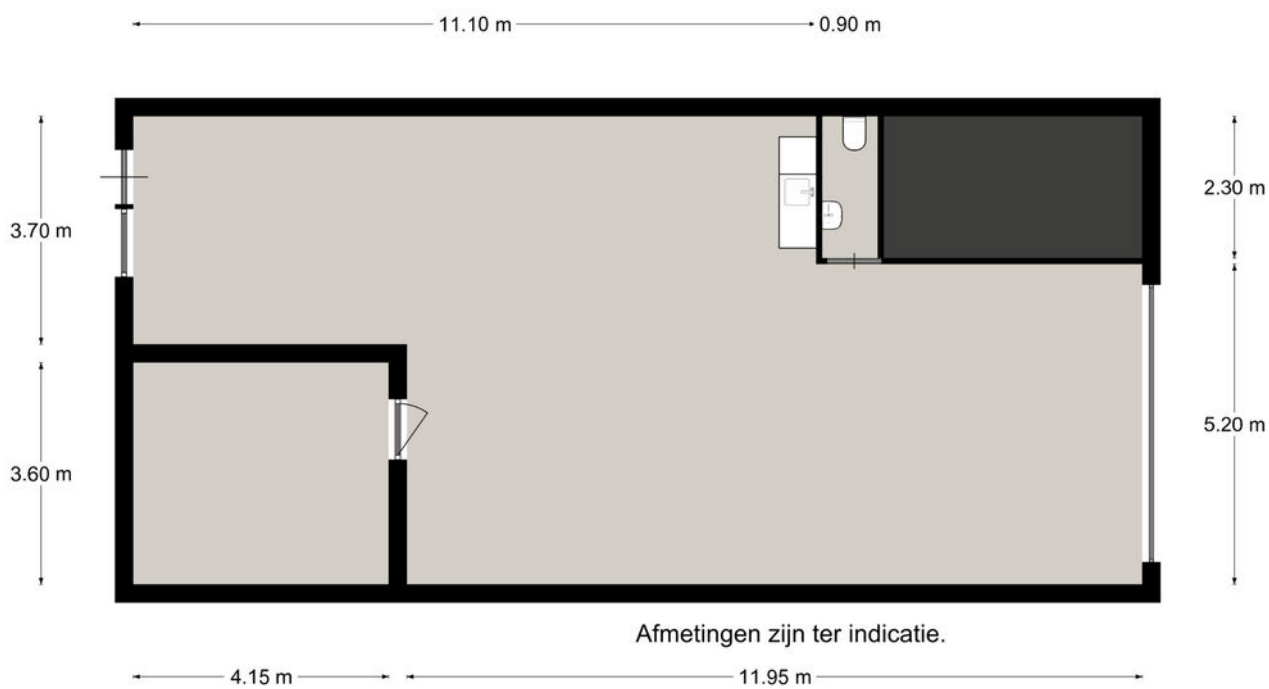 11.10 m
0.90 m
3.70 m
2.30 m
3.60 m
5.20 m
Afmetingen zijn ter indicatie.
4.15 m
11.95 m